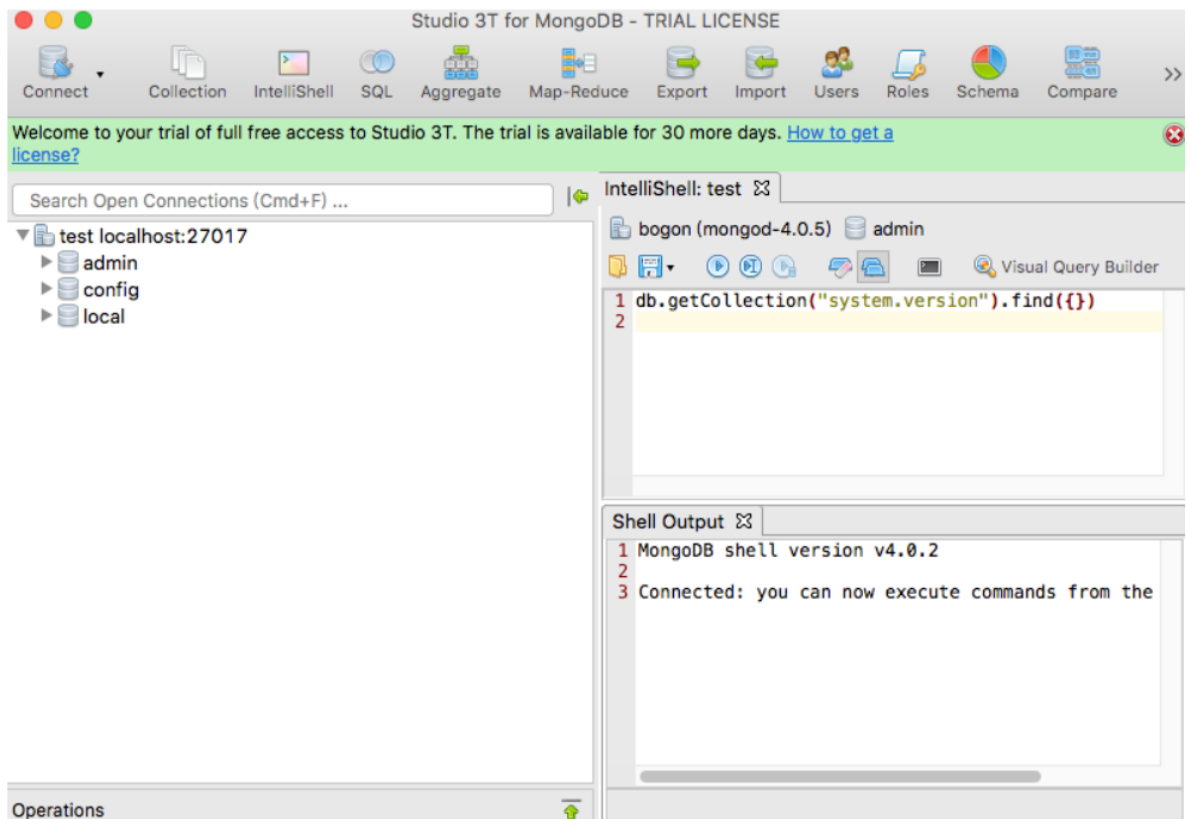 Studio 3T for MongoDB - TRIAL LICENSE
Connect Collection IntelliShell SQL Aggregate Map-Reduce Export Import Users Roles Schema Compare
Welcome to your trial of full free access to Studio 3T. The trial is available for 30 more days. How to get a
license?
Search Open Connections (Cmd+F) ...
test localhost:27017
admin
config
local
Operations
IntelliShell: test
bogon (mongod-4.0.5) admin
Visual Query Builder
1 db.getCollection("system.version").find({})
2
Shell Output
1 MongoDB shell version v4.0.2
2
3 Connected: you can now execute commands from the